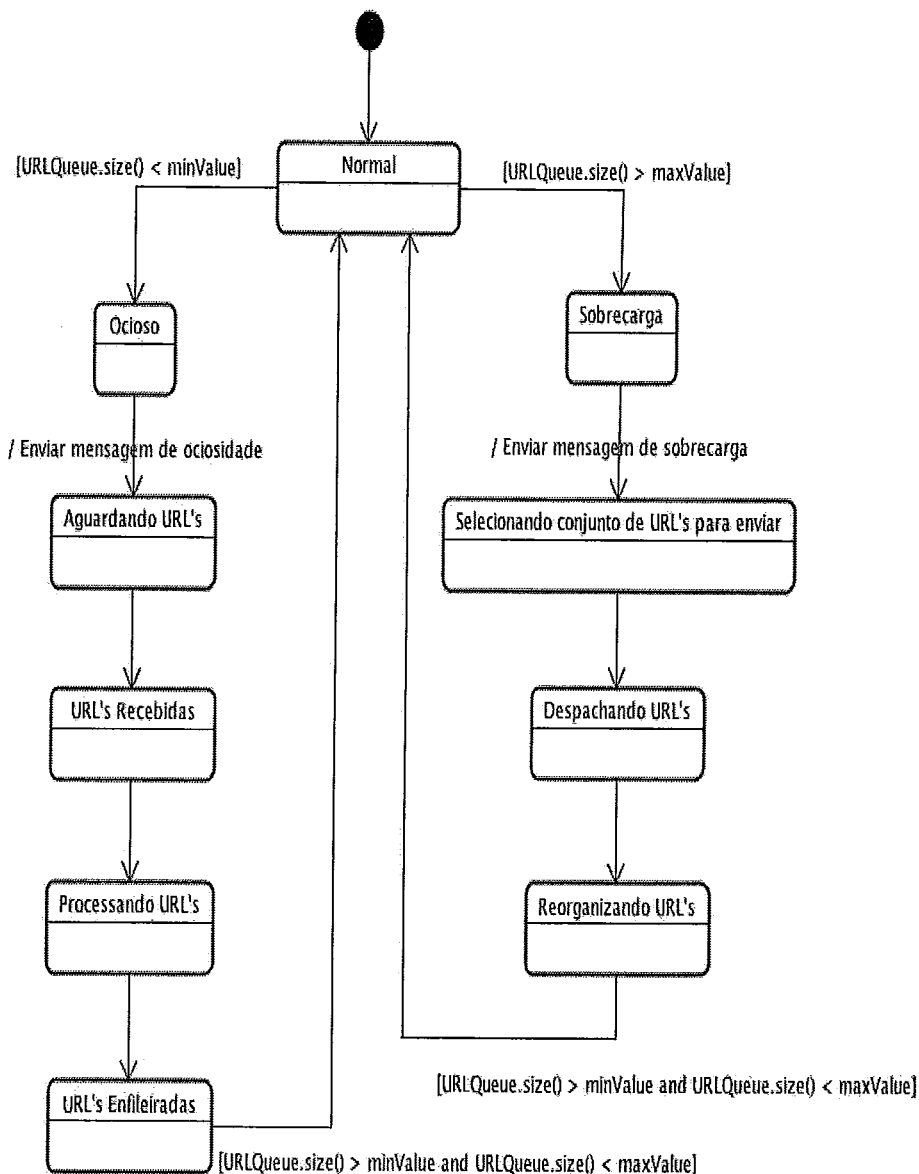 Normal
[URLQueue.size() < minValue]
[URLQueue.size() > maxValue]
Ocioso
Sobrecarga
/ Enviar mensagem de ociosidade
/ Enviar mensagem de sobrecarga
Aguardando URL's
Selecionando conjunto de URL's para enviar
URL's Recebidas
Despachando URL's
Processando URL's
Reorganizando URL's
URL's Enfileiradas
[URLQueue.size() > minValue and URLQueue.size() < maxValue]
[URLQueue.size() > minValue and URLQueue.size() < maxValue]